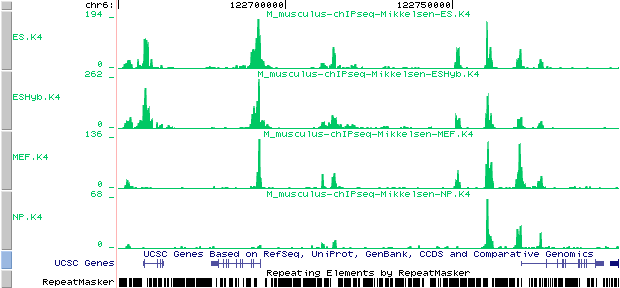 chr6: 122700000 122750000
194 M_musculus-chIPseq-Mikkelsen-ES.K4
ES.K4
0
262 M_musculus-chIPseq-Mikkelsen-ESHyb.K4
ESHyb.K4
0
136 M_musculus-chIPseq-Mikkelsen-MEF.K4
MEF.K4
0
68 M_musculus-chIPseq-Mikkelsen-NP.K4
NP.K4
0
UCSC Genes Based on RefSeq, UniProt, GenBank, CCDS and Comparative Genomics
UCSC Genes
Repeating Elements by RepeatMasker
RepeatMasker